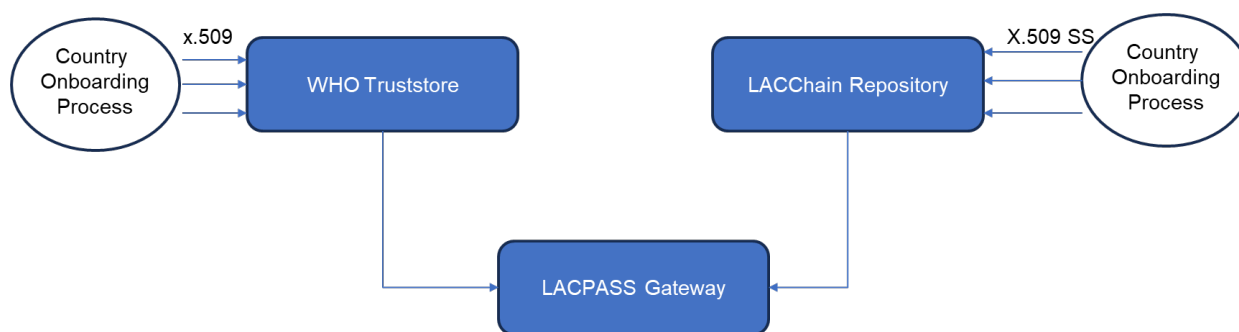 Country
Onboarding
Process
x.509
WHO Truststore
LACChain Repository
X.509 SS
Country
Onboarding
Process
LACPASS Gateway